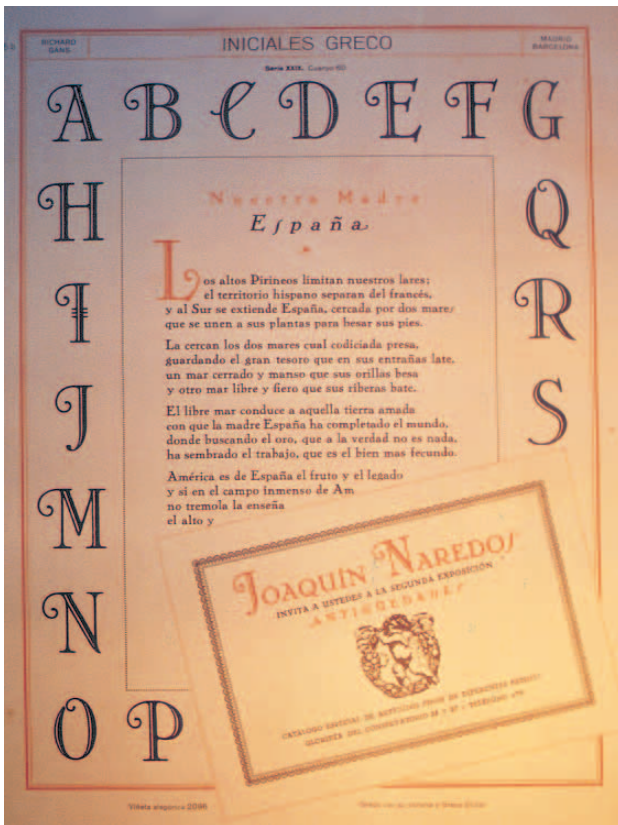 RICHARD
GANS
INICIALES GRECO
MADRID
BARCELONA
Serie XXIX. Cuerpo 60
A B C D E F G
H
Q
I
R
J
S
M
N
O P
Nuestra Madre
España
Los altos Pirineos limitan nuestros lares;
el territorio hispano separan del francés,
y al Sur se extiende España, cercada por dos mares
que se unen a sus plantas para besar sus pies.
La cercan los dos mares cual codiciada presa,
guardando el gran tesoro que en sus entrañas late,
un mar cerrado y manso que sus orillas besa
y otro mar libre y fiero que sus riberas bate.
El libre mar conduce a aquella tierra amada
con que la madre España ha completado el mundo,
donde buscando el oro, que a la verdad no es nada,
ha sembrado el trabajo, que es el bien mas fecundo.
América es de España el fruto y el legado
y si en el campo inmenso de Am
no tremola la enseña
el alto y
JOAQUÍN NAREDOS
INVITA A USTEDES A LA SEGUNDA EXPOSICIÓN
ANTIGÜEDADES
CATÁLOGO ESPECIAL DE
Viñeta elegancia 2096